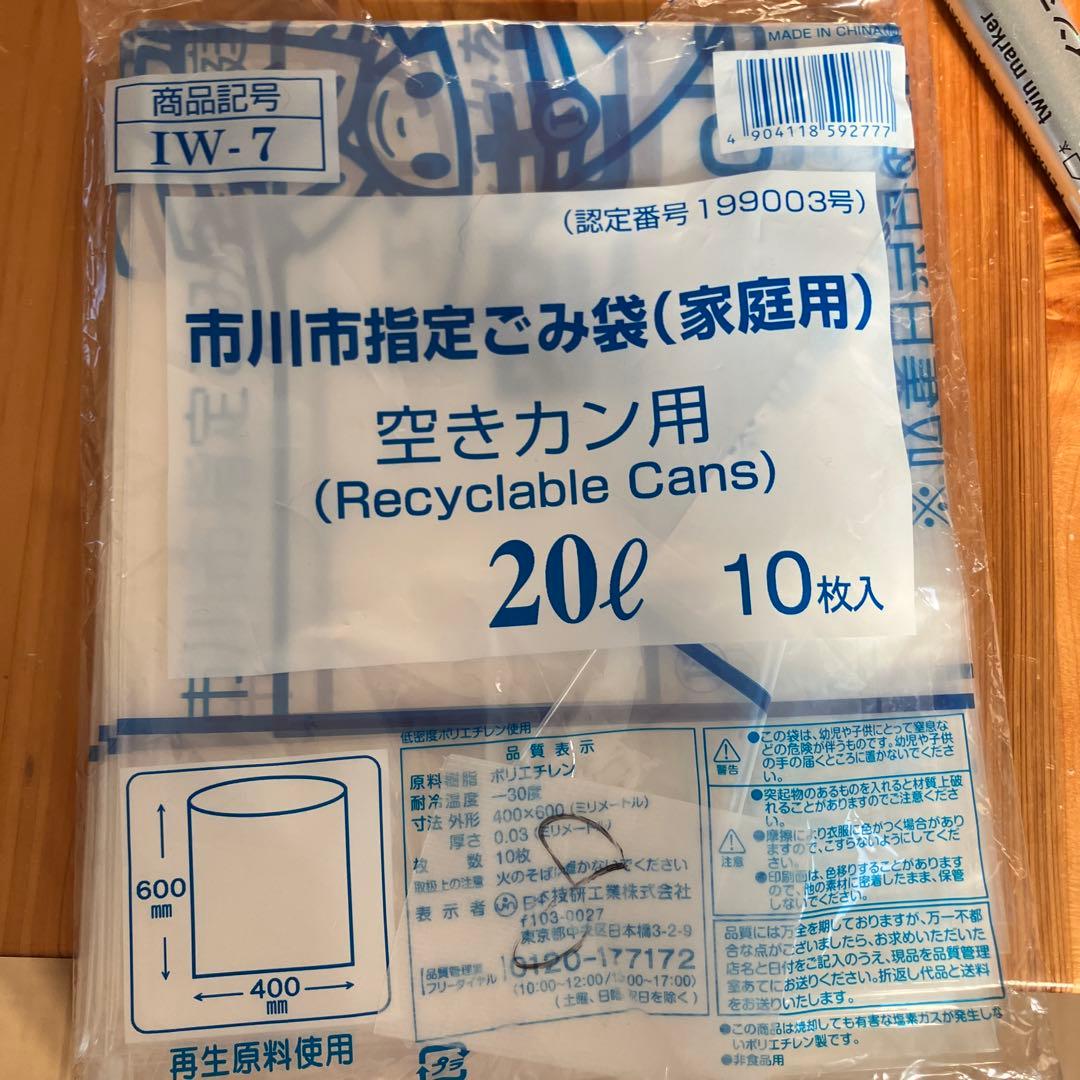 MADE IN CHINA
商品記号
IW-7
4 904118 592777
twin marker
(認定番号199003号)
市川市指定ごみ袋(家庭用)
空きカン用
(Recyclable Cans)
20ℓ 10枚入
低密度ポリエチレン使用
品質表示
原料樹脂 ポリエチレン
耐冷温度 −30度
寸法 外形 400×600(ミリメートル)
厚さ 0.03(ミリメートル)
枚数 10枚
取扱上の注意 火のそばに置かないでください
表示者 日本技研工業株式会社
〒103-0027
東京都中央区日本橋3-2-9
品質管理室
フリーダイヤル
0120-177172
(10:00~12:00/13:00~17:00)
(土曜、日曜、祝日を除く)
警告
●この袋は、幼児や子供にとって窒息な
どの危険が伴うものです。幼児や子供
の手の届くところに置かないでくださ
い。
注意
●突起物のあるものを入れると材質上破
れることがありますのでご注意くださ
い。
●摩擦により衣服に色がつく場合があり
ますので、こすらないようにしてくだ
さい。
●印刷面は、色移りすることがあります
ので、他の素材に密着したまま、保管
しないでください。
品質には万全を期しておりますが、万一不都
合な点がございましたら、お求めいただいた
店名と日付をご記入のうえ、現品を品質管理
室あてにお送りください。折返し代品と送料
をお送りいたします。
●この商品は焼却しても有害な塩素ガスが発生しな
いポリエチレン製です。
●非食品用
600
mm
400
mm
再生原料使用
プラ